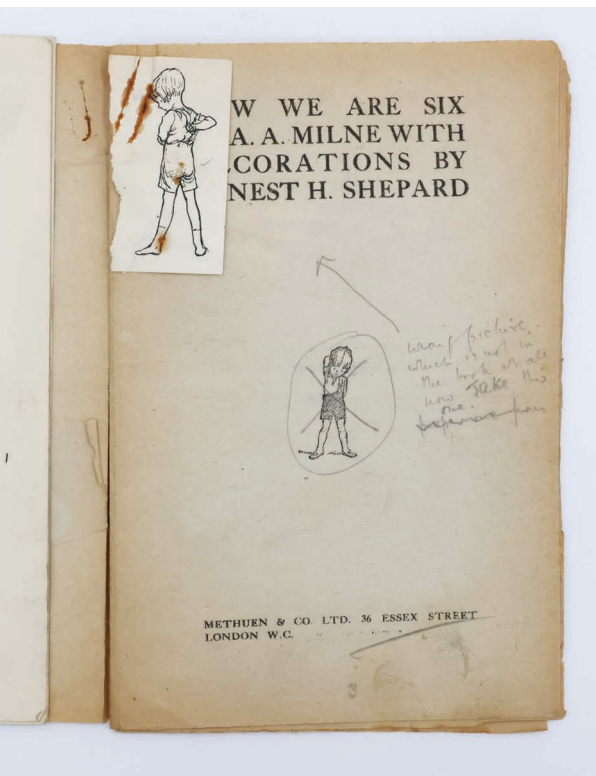 W WE ARE SIX
A. A. MILNE WITH
CORATIONS BY
NEST H. SHEPARD
wrong picture,
which is not in
the book at all
now. Take this
one.
METHUEN & CO. LTD. 36 ESSEX STREET
LONDON W.C.
3